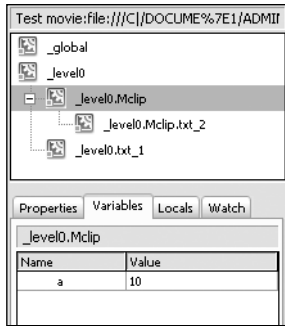 Test movie:file:///C|/DOCUME%7E1/ADMII
_global
_level0
_level0.Mclip
_level0.Mclip.txt_2
_level0.txt_1
Properties Variables Locals Watch
_level0.Mclip
Name Value
a 10